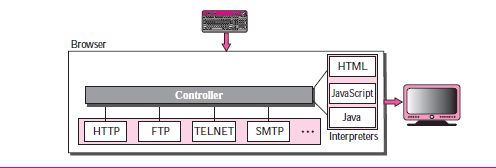 Browser
HTML
Controller
JavaScript
Java
HTTP FTP TELNET SMTP ...
Interpreters